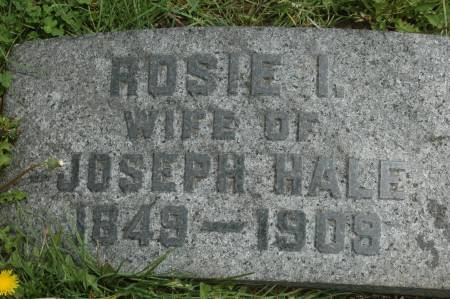 ROSIE I.
WIFE OF
JOSEPH HALE
1849—1908